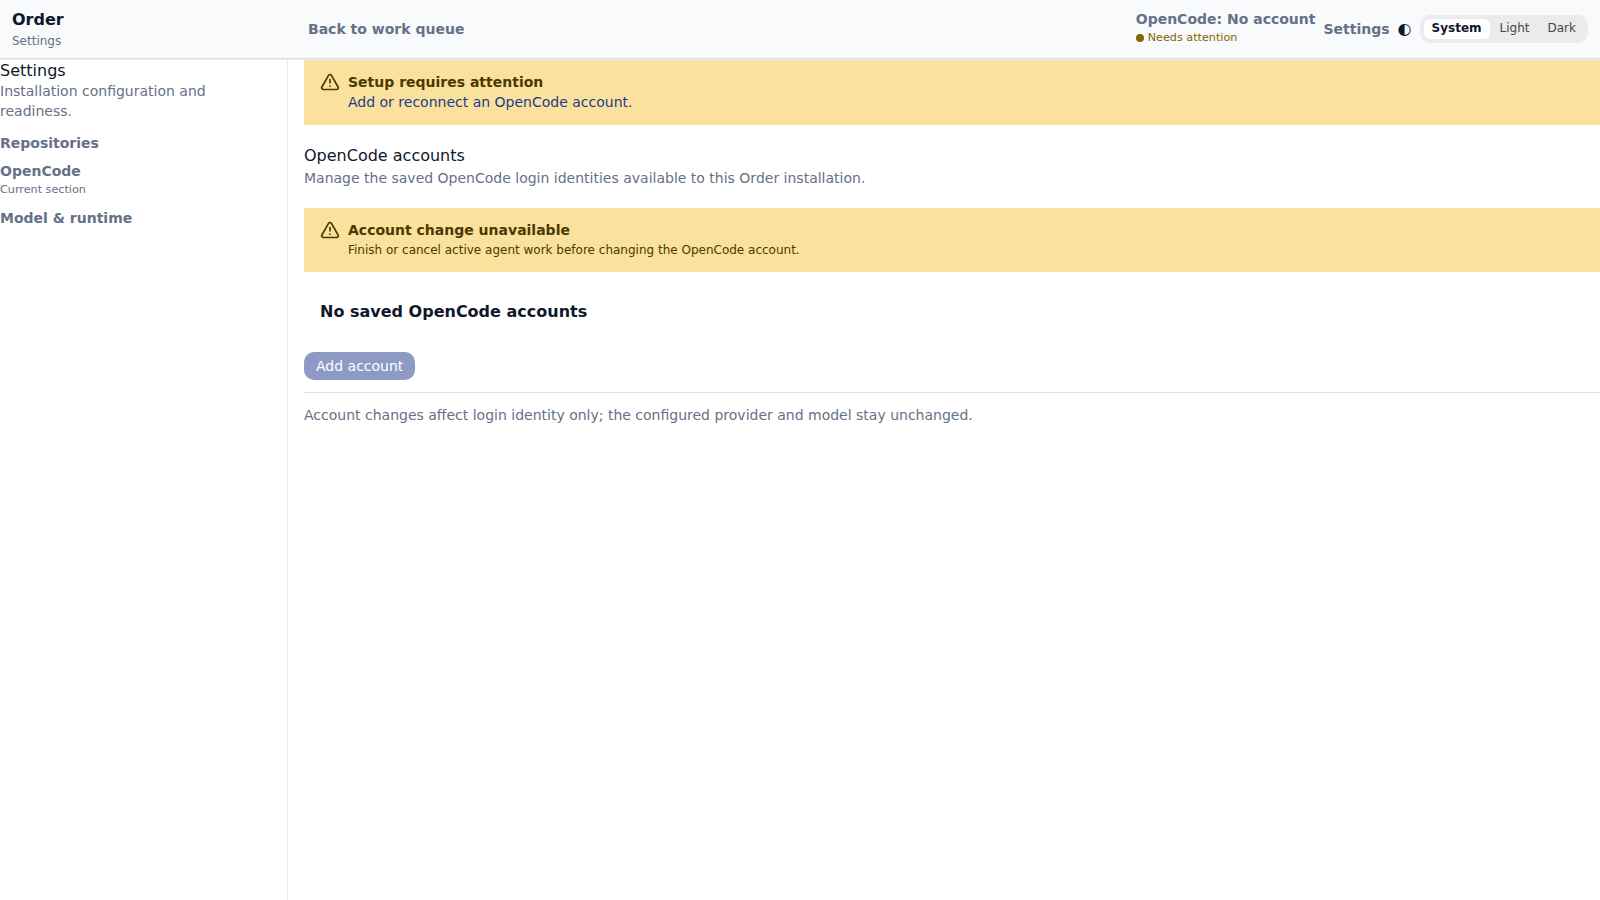 Order
Settings
Back to work queue
OpenCode: No account
Needs attention
Settings
System
Light
Dark
Settings
Installation configuration and
readiness.
Repositories
OpenCode
Current section
Model & runtime
Setup requires attention
Add or reconnect an OpenCode account.
OpenCode accounts
Manage the saved OpenCode login identities available to this Order installation.
Account change unavailable
Finish or cancel active agent work before changing the OpenCode account.
No saved OpenCode accounts
Add account
Account changes affect login identity only; the configured provider and model stay unchanged.